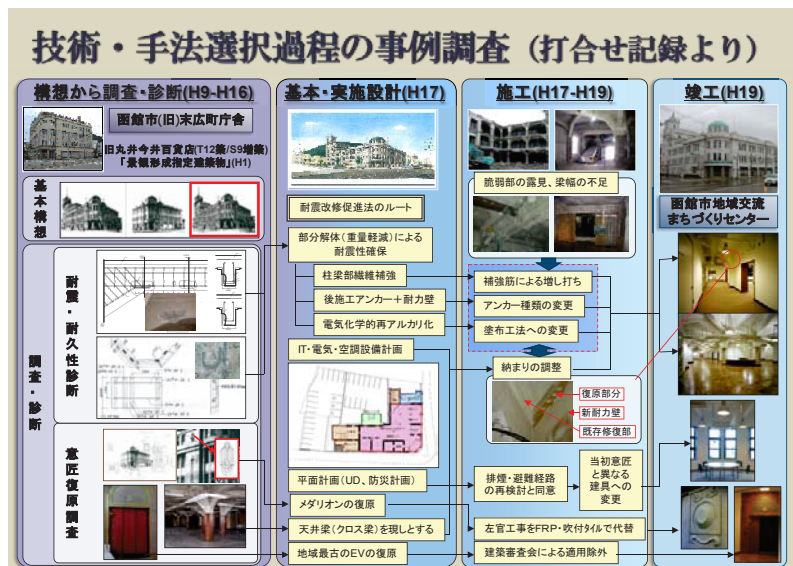 技術・手法選択過程の事例調査（打合せ記録より）
構想から調査・診断(H9-H16)
函館市(旧)末広町庁舎
旧丸井今井百貨店(T12築/S9増築)
「景観形成指定建築物」(H1)
基本構想
調査・診断
耐震・耐久性診断
意匠復原調査
基本・実施設計(H17)
耐震改修促進法のルート
部分解体（重量軽減）による
耐震性確保
柱梁部繊維補強
後施工アンカー＋耐力壁
電気化学的再アルカリ化
IT・電気・空調設備計画
平面計画（UD、防災計画）
メダリオンの復原
天井梁（クロス梁）を現しとする
地域最古のEVの復原
施工(H17-H19)
脆弱部の露見、梁幅の不足
補強筋による増し打ち
アンカー種類の変更
塗布工法への変更
納まりの調整
復原部分
新耐力壁
既存修復部
排煙・避難経路
の再検討と同意
当初意匠
と異なる
建具への
変更
左官工事をFRP・吹付タイルで代替
建築審査会による適用除外
竣工(H19)
函館市地域交流
まちづくりセンター